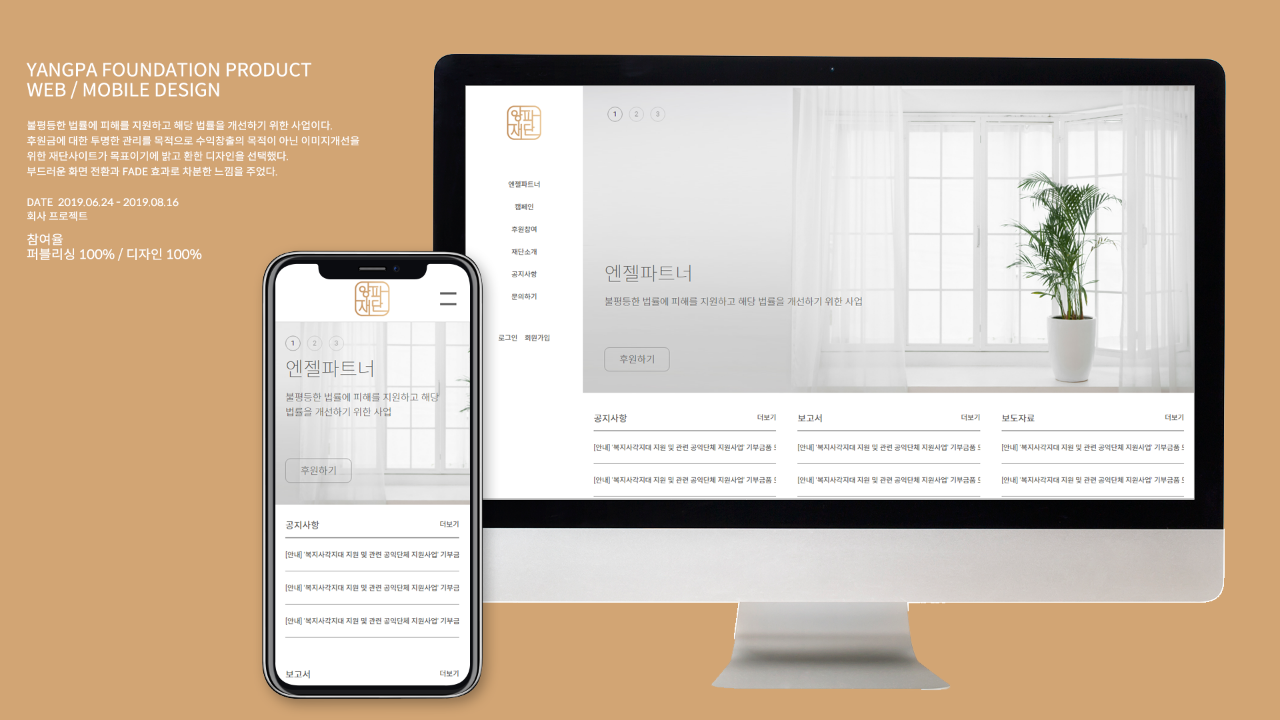 YANGPA FOUNDATION PRODUCT
WEB / MOBILE DESIGN
불평등한 법률에 피해를 지원하고 해당 법률을 개선하기 위한 사업이다.
후원금에 대한 투명한 관리를 목적으로 수익창출의 목적이 아닌 이미지개선을
위한 재단사이트가 목표이기에 밝고 환한 디자인을 선택했다.
부드러운 화면 전환과 FADE 효과로 차분한 느낌을 주었다.
DATE 2019.06.24 - 2019.08.16
회사 프로젝트
참여율
퍼블리싱 100% / 디자인 100%
양파
재단
1 2 3
엔젤파트너
불평등한 법률에 피해를 지원하고 해당
법률을 개선하기 위한 사업
후원하기
공지사항 더보기
[안내] '복지사각지대 지원 및 관련 공익단체 지원사업' 기부금
[안내] '복지사각지대 지원 및 관련 공익단체 지원사업' 기부금
[안내] '복지사각지대 지원 및 관련 공익단체 지원사업' 기부금
보고서 더보기
양파
재단
엔젤파트너
캠페인
후원참여
재단소개
공지사항
문의하기
로그인 회원가입
1 2 3
엔젤파트너
불평등한 법률에 피해를 지원하고 해당 법률을 개선하기 위한 사업
후원하기
공지사항 더보기
[안내] '복지사각지대 지원 및 관련 공익단체 지원사업' 기부금품
[안내] '복지사각지대 지원 및 관련 공익단체 지원사업' 기부금품
보고서 더보기
[안내] '복지사각지대 지원 및 관련 공익단체 지원사업' 기부금품
[안내] '복지사각지대 지원 및 관련 공익단체 지원사업' 기부금품
보도자료 더보기
[안내] '복지사각지대 지원 및 관련 공익단체 지원사업' 기부금품
[안내] '복지사각지대 지원 및 관련 공익단체 지원사업' 기부금품